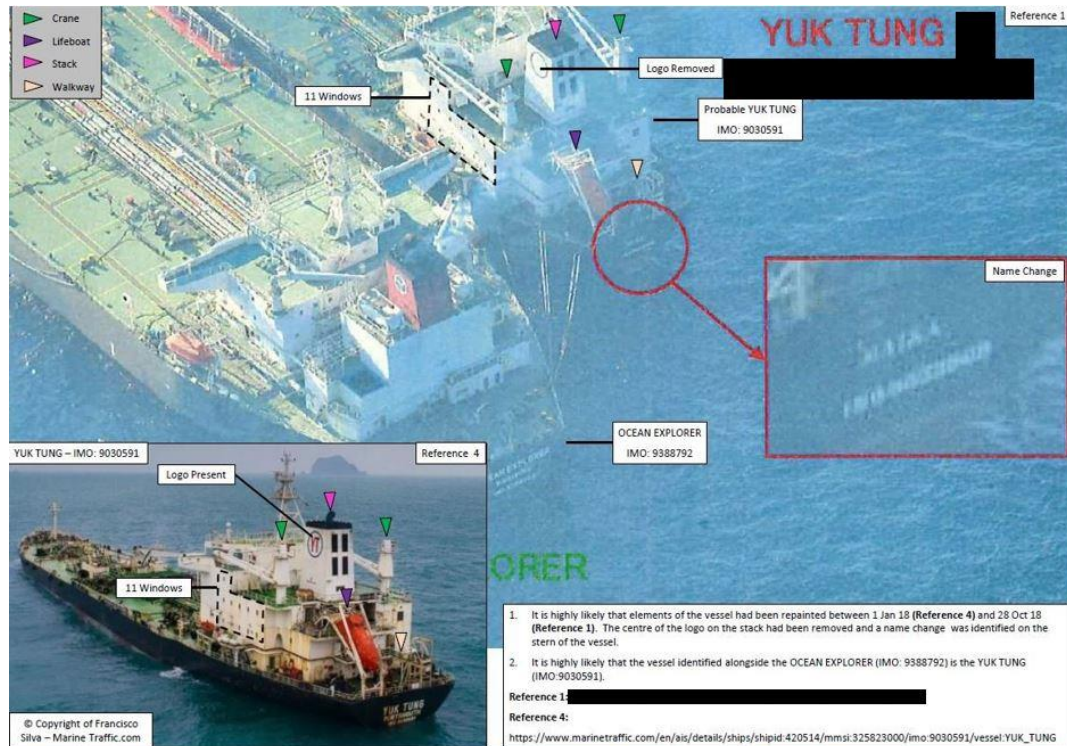 Crane
Lifeboat
Stack
Walkway
YUK TUNG
Reference 1
Logo Removed
11 Windows
Probable YUK TUNG
IMO: 9030591
Name Change
OCEAN EXPLORER
IMO: 9388792
OCEAN EXPLORER
YUK TUNG – IMO: 9030591
Reference 4
Logo Present
YT
11 Windows
YUK TUNG
© Copyright of Francisco
Silva – Marine Traffic.com
ORER
1. It is highly likely that elements of the vessel had been repainted between 1 Jan 18 (Reference 4) and 28 Oct 18
(Reference 1). The centre of the logo on the stack had been removed and a name change was identified on the
stern of the vessel.
2. It is highly likely that the vessel identified alongside the OCEAN EXPLORER (IMO: 9388792) is the YUK TUNG
(IMO:9030591).
Reference 1:
Reference 4:
https://www.marinetraffic.com/en/ais/details/ships/shipid:420514/mmsi:325823000/imo:9030591/vessel:YUK_TUNG